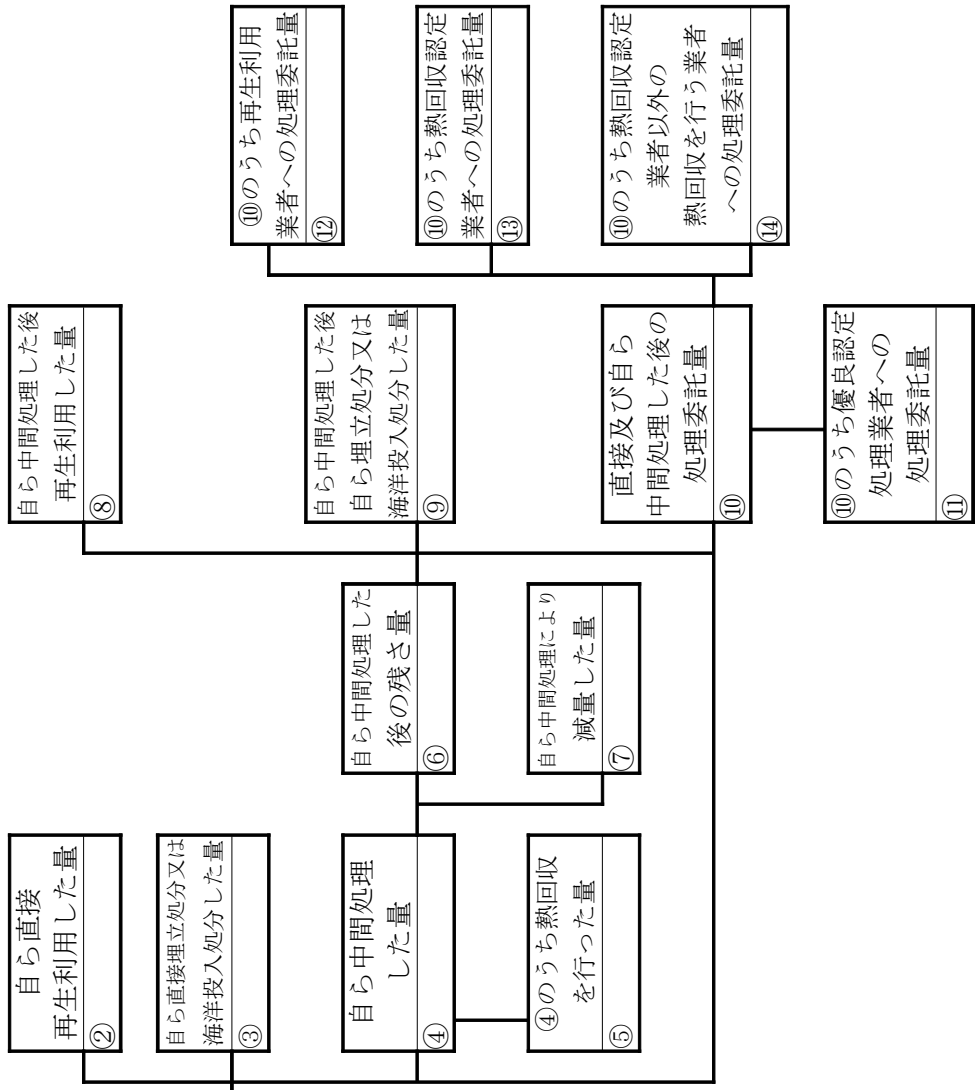 自ら直接
再生利用した量
②
自ら直接埋立処分又は
海洋投入処分した量
③
自ら中間処理
した量
④
④のうち熱回収
を行った量
⑤
自ら中間処理した
後の残さ量
⑥
自ら中間処理により
減量した量
⑦
自ら中間処理した後
再生利用した量
⑧
自ら中間処理した後
自ら埋立処分又は
海洋投入処分した量
⑨
直接及び自ら
中間処理した後の
処理委託量
⑩
⑩のうち優良認定
処理業者への
処理委託量
⑪
⑩のうち再生利用
業者への処理委託量
⑫
⑩のうち熱回収認定
業者への処理委託量
⑬
⑩のうち熱回収認定
業者以外の
熱回収を行う業者
への処理委託量
⑭